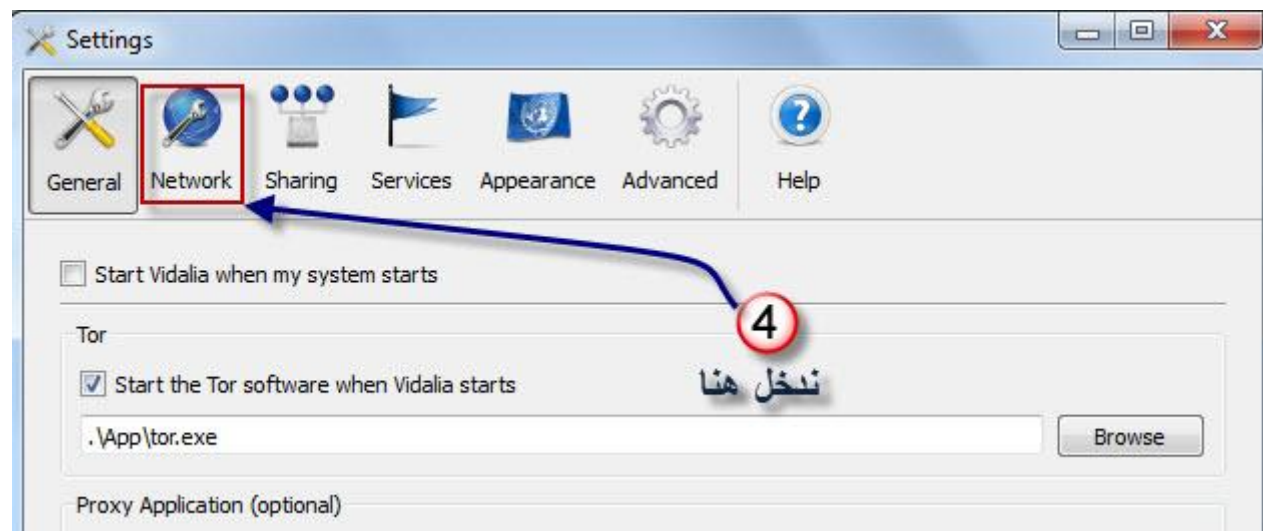 Settings
General Network Sharing Services Appearance Advanced Help
Start Vidalia when my system starts
4
Tor
ندخل هنا
Start the Tor software when Vidalia starts
.\App\tor.exe Browse
Proxy Application (optional)